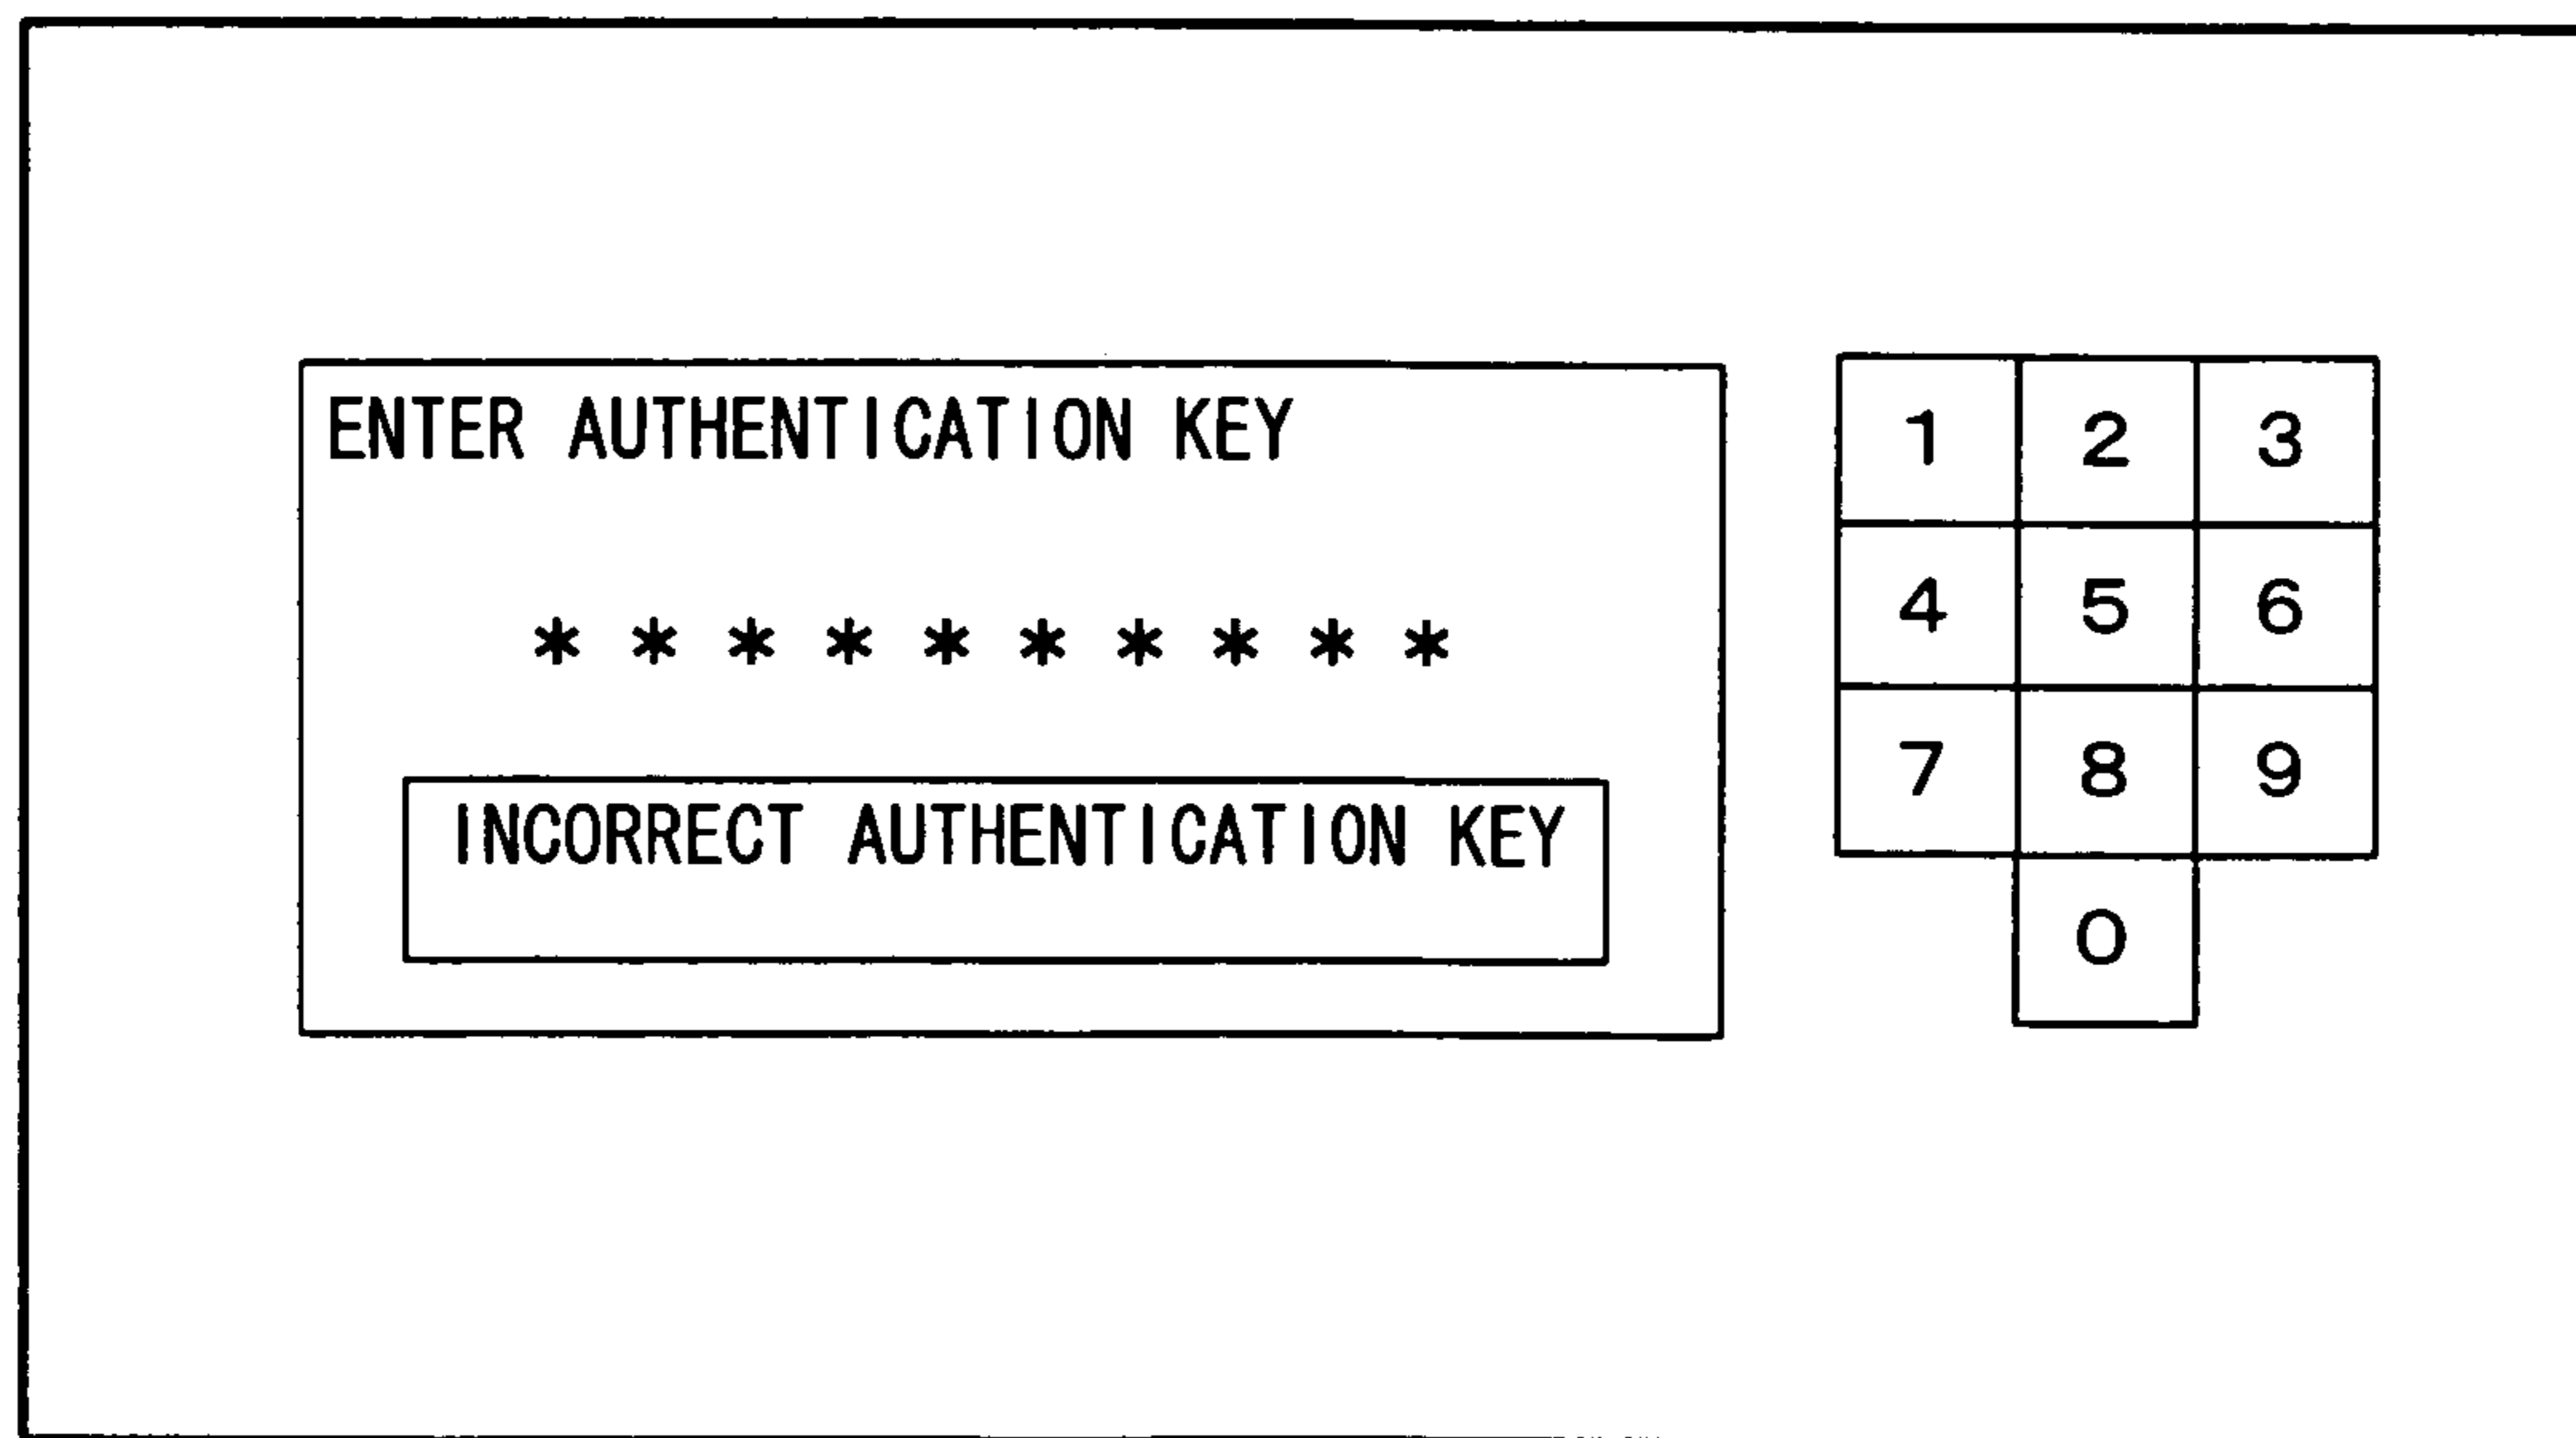 ENTER AUTHENTICATION KEY
* * * * * * * * * *
INCORRECT AUTHENTICATION KEY
1 2 3
4 5 6
7 8 9
0